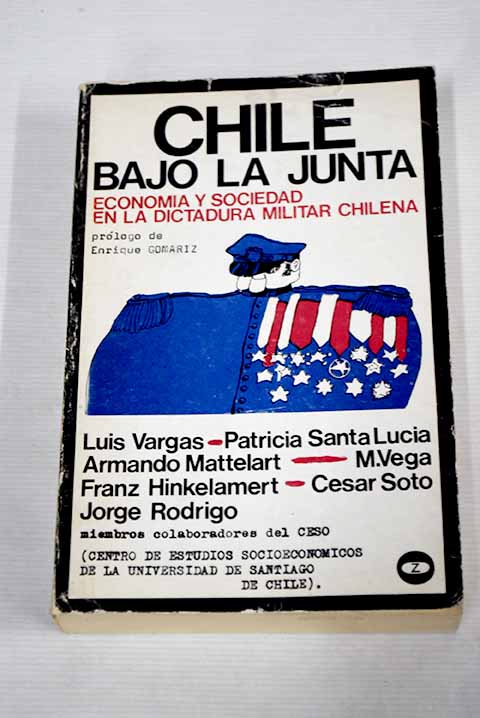 CHILE
BAJO LA JUNTA
ECONOMIA Y SOCIEDAD
EN LA DICTADURA MILITAR CHILENA
prólogo de
Enrique GOMARIZ
Luis Vargas - Patricia Santa Lucia
Armando Mattelart — M.Vega
Franz Hinkelamert - Cesar Soto
Jorge Rodrigo
miembros colaboradores del CESO
(CENTRO DE ESTUDIOS SOCIOECONOMICOS
DE LA UNIVERSIDAD DE SANTIAGO
DE CHILE).
Z